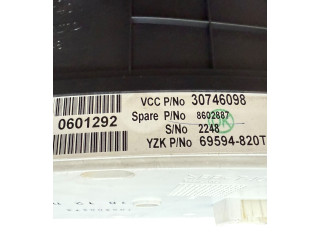 VCC P/No 30746098
0601292
Spare P/No 8602887
S/No 2248
YZK P/No 69594-820T